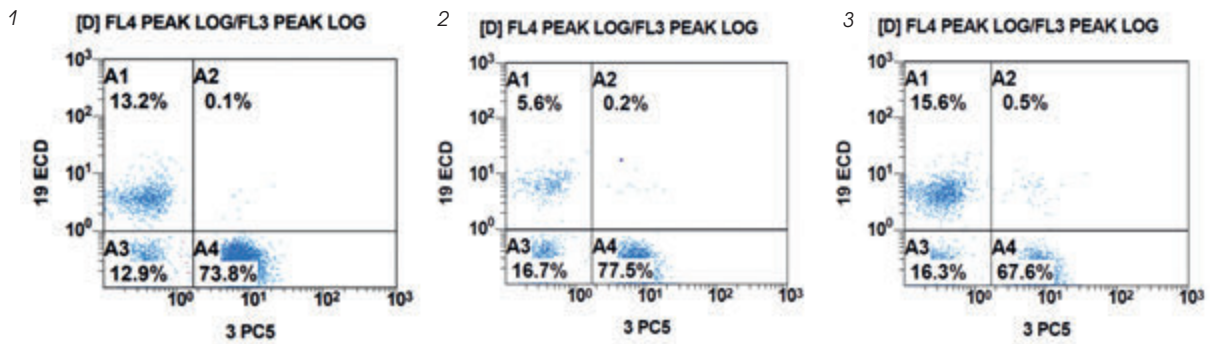 1
[D] FL4 PEAK LOG/FL3 PEAK LOG
10³
A1
A2
13.2%
0.1%
10²
19 ECD
10¹
10⁰
A3
A4
12.9%
73.8%
10⁰
10¹
10²
10³
3 PC5
2
[D] FL4 PEAK LOG/FL3 PEAK LOG
10³
A1
A2
5.6%
0.2%
10²
19 ECD
10¹
10⁰
A3
A4
16.7%
77.5%
10⁰
10¹
10²
10³
3 PC5
3
[D] FL4 PEAK LOG/FL3 PEAK LOG
10³
A1
A2
15.6%
0.5%
10²
19 ECD
10¹
10⁰
A3
A4
16.3%
67.6%
10⁰
10¹
10²
10³
3 PC5